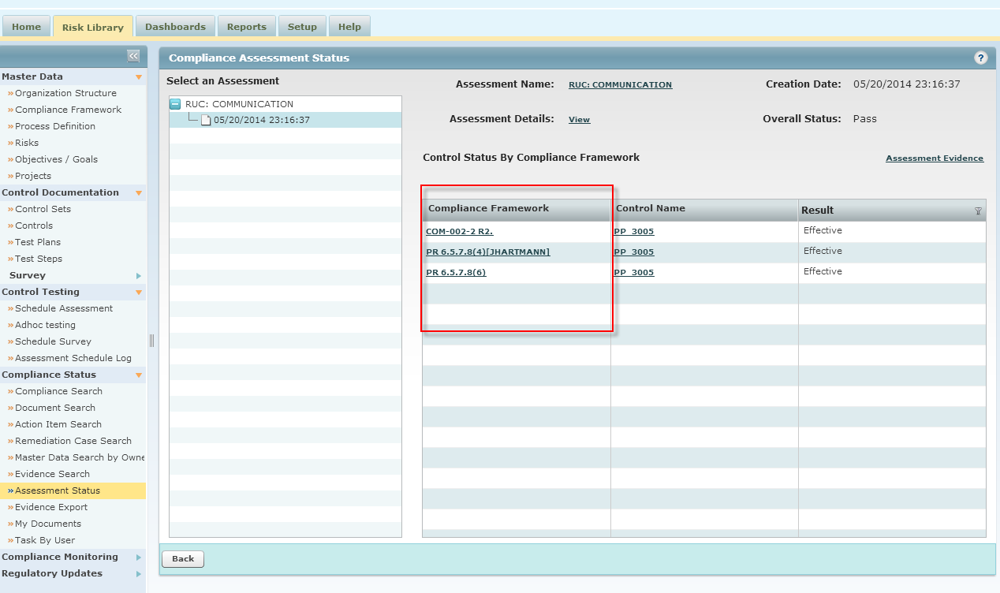 Home Risk Library Dashboards Reports Setup Help
Master Data
» Organization Structure
» Compliance Framework
» Process Definition
» Risks
» Objectives / Goals
» Projects
Control Documentation
» Control Sets
» Controls
» Test Plans
» Test Steps
Survey
Control Testing
» Schedule Assessment
» Adhoc testing
» Schedule Survey
» Assessment Schedule Log
Compliance Status
» Compliance Search
» Document Search
» Action Item Search
» Remediation Case Search
» Master Data Search by Owne
» Evidence Search
» Assessment Status
» Evidence Export
» My Documents
» Task By User
Compliance Monitoring
Regulatory Updates
Compliance Assessment Status ?
Select an Assessment
RUC: COMMUNICATION
05/20/2014 23:16:37
Assessment Name: RUC: COMMUNICATION Creation Date: 05/20/2014 23:16:37
Assessment Details: View Overall Status: Pass
Control Status By Compliance Framework Assessment Evidence
Compliance Framework Control Name Result
COM-002-2 R2. PP_3005 Effective
PR 6.5.7.8(4)[JHARTMANN] PP_3005 Effective
PR 6.5.7.8(6) PP_3005 Effective
Back